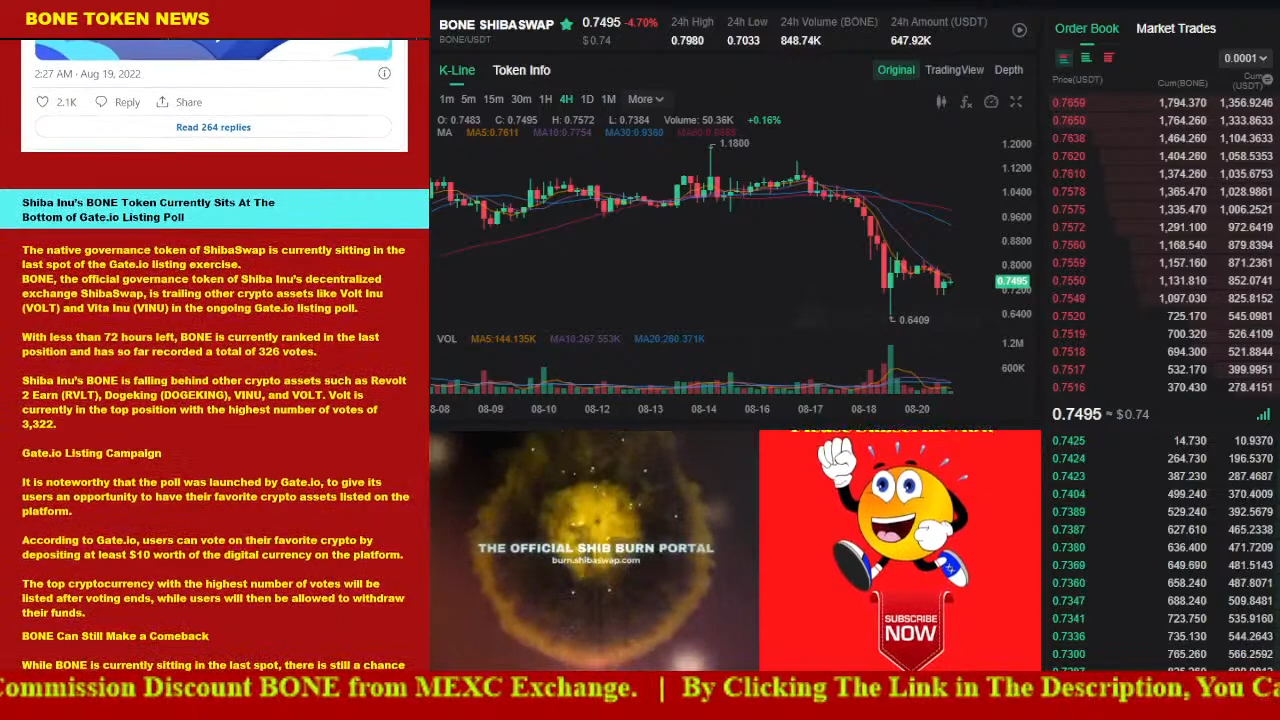 BONE TOKEN NEWS
2:27 AM · Aug 19, 2022
2.1K Reply Share
Read 264 replies
Shiba Inu's BONE Token Currently Sits At The
Bottom of Gate.io Listing Poll
The native governance token of ShibaSwap is currently sitting in the
last spot of the Gate.io listing exercise.
BONE, the official governance token of Shiba Inu's decentralized
exchange ShibaSwap, is trailing other crypto assets like Volt Inu
(VOLT) and Vita Inu (VINU) in the ongoing Gate.io listing poll.
With less than 72 hours left, BONE is currently ranked in the last
position and has so far recorded a total of 326 votes.
Shiba Inu's BONE is falling behind other crypto assets such as Revolt
2 Earn (RVLT), Dogeking (DOGEKING), VINU, and VOLT. Volt is
currently in the top position with the highest number of votes of
3,322.
Gate.io Listing Campaign
It is noteworthy that the poll was launched by Gate.io, to give its
users an opportunity to have their favorite crypto assets listed on the
platform.
According to Gate.io, users can vote on their favorite crypto by
depositing at least $10 worth of the digital currency on the platform.
The top cryptocurrency with the highest number of votes will be
listed after voting ends, while users will then be allowed to withdraw
their funds.
BONE Can Still Make a Comeback
While BONE is currently sitting in the last spot, there is still a chance
BONE SHIBASWAP 0.7495 -4.70% 24h High 24h Low 24h Volume (BONE) 24h Amount (USDT)
BONE/USDT $0.74 0.7980 0.7033 848.74K 647.92K
K-Line Token Info Original TradingView Depth
1m 5m 15m 30m 1H 4H 1D 1M More
O: 0.7483 C: 0.7495 H: 0.7572 L: 0.7384 Volume: 50.36K +0.16%
MA MA5:0.7611 MA10:0.7754 MA30:0.9360
1.1800
1.2000
1.1200
1.0400
0.9600
0.8800
0.8000
0.7495
0.7200
0.6400
0.6409
VOL MA5:144.135K MA10:267.553K MA20:260.371K
1.2M
600K
8-08 08-09 08-10 08-12 08-13 08-14 08-16 08-17 08-18 08-20
THE OFFICIAL SHIB BURN PORTAL
burn.shibaswap.com
SUBSCRIBE
NOW
Order Book Market Trades
0.0001
Price(USDT) Cum(BONE) Cum
(USDT)
0.7659 1,794.370 1,356.9246
0.7650 1,764.260 1,333.8633
0.7638 1,464.260 1,104.3633
0.7620 1,404.260 1,058.5353
0.7610 1,374.260 1,035.6753
0.7578 1,365.470 1,028.9861
0.7575 1,335.470 1,006.2521
0.7572 1,291.100 972.6419
0.7560 1,168.540 879.8394
0.7559 1,157.160 871.2361
0.7550 1,131.810 852.0741
0.7549 1,097.030 825.8152
0.7520 725.170 545.0981
0.7519 700.320 526.4109
0.7518 694.300 521.8844
0.7517 532.170 399.9951
0.7516 370.430 278.4151
0.7495 ≈ $0.74
0.7425 14.730 10.9370
0.7424 264.730 196.5370
0.7423 387.230 287.4687
0.7404 499.240 370.4009
0.7389 529.240 392.5679
0.7387 627.610 465.2338
0.7380 636.400 471.7209
0.7369 649.690 481.5143
0.7360 658.240 487.8071
0.7347 688.240 509.8481
0.7341 723.750 535.9160
0.7336 735.130 544.2643
0.7300 765.260 566.2592
Commission Discount BONE from MEXC Exchange. | By Clicking The Link in The Description, You Ca